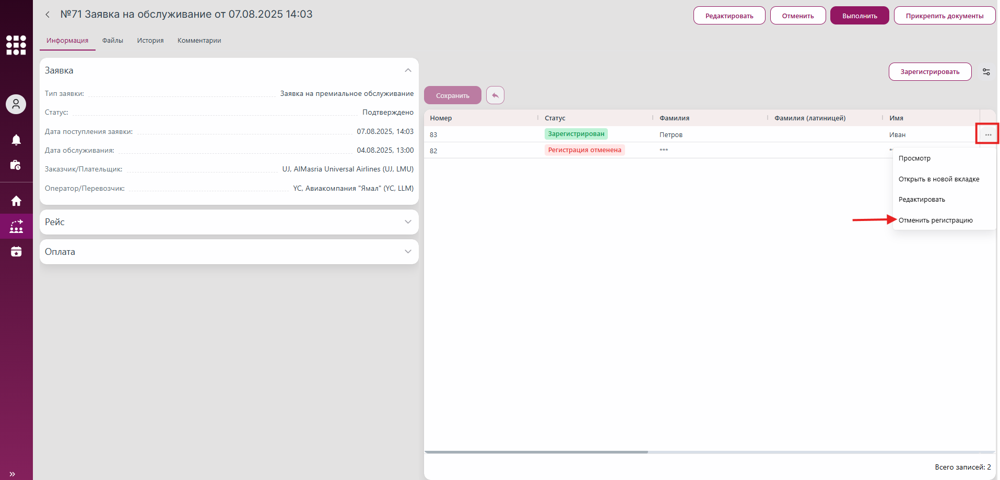 №71 Заявка на обслуживание от 07.08.2025 14:03
Редактировать
Отменить
Выполнить
Прикрепить документы
Информация
Файлы
История
Комментарии
Заявка
Тип заявки: Заявка на премиальное обслуживание
Статус: Подтверждено
Дата поступления заявки: 07.08.2025, 14:03
Дата обслуживания: 04.08.2025, 13:00
Заказчик/Плательщик: UJ, AlMasria Universal Airlines (UJ, LMU)
Оператор/Перевозчик: YC, Авиакомпания "Ямал" (YC, LLM)
Рейс
Оплата
Зарегистрировать
Сохранить
Номер Статус Фамилия Фамилия (латиницей) Имя
83 Зарегистрирован Петров Иван ...
82 Регистрация отменена *** *
Просмотр
Открыть в новой вкладке
Редактировать
Отменить регистрацию
Всего записей: 2